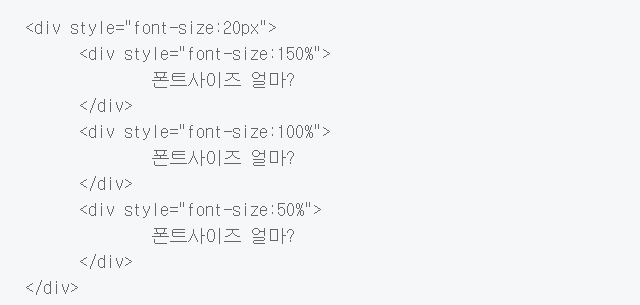 <div style="font-size:20px">
<div style="font-size:150%">
폰트사이즈 얼마?
</div>
<div style="font-size:100%">
폰트사이즈 얼마?
</div>
<div style="font-size:50%">
폰트사이즈 얼마?
</div>
</div>